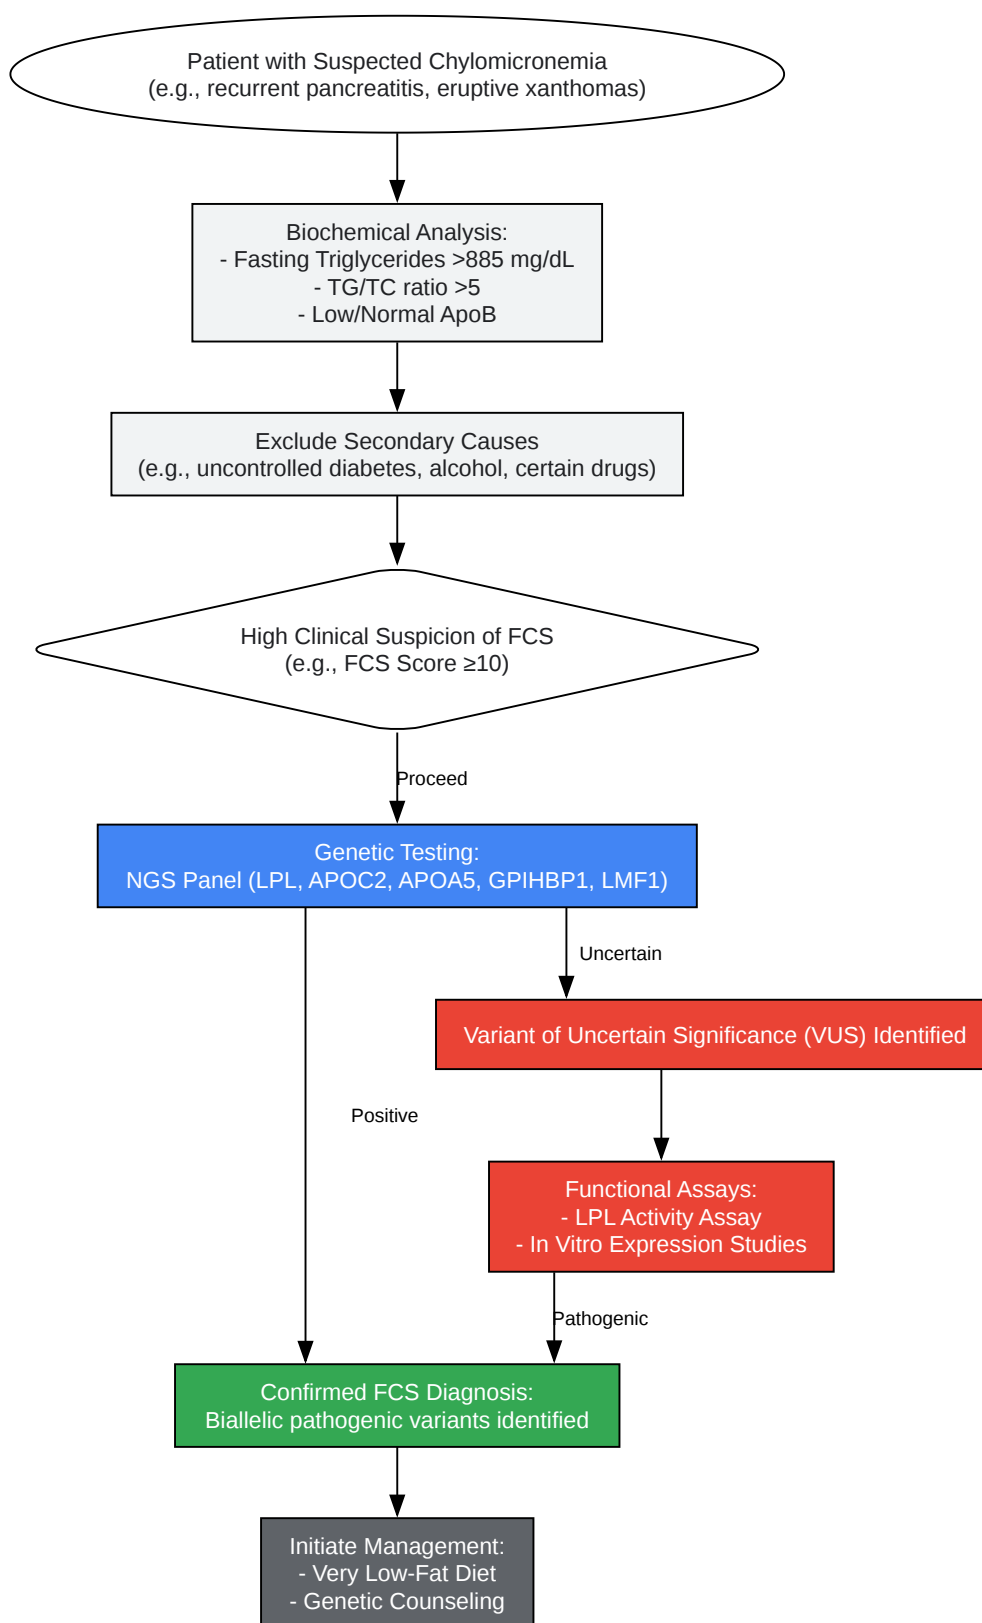 Patient with Suspected Chylomicronemia
(e.g., recurrent pancreatitis, eruptive xanthomas)
Biochemical Analysis:
- Fasting Triglycerides >885 mg/dL
- TG/TC ratio >5
- Low/Normal ApoB
Exclude Secondary Causes
(e.g., uncontrolled diabetes, alcohol, certain drugs)
High Clinical Suspicion of FCS
(e.g., FCS Score ≥10)
Proceed
Genetic Testing:
NGS Panel (LPL, APOC2, APOA5, GPIHBP1, LMF1)
Uncertain
Variant of Uncertain Significance (VUS) Identified
Positive
Functional Assays:
- LPL Activity Assay
- In Vitro Expression Studies
Pathogenic
Confirmed FCS Diagnosis:
Biallelic pathogenic variants identified
Initiate Management:
- Very Low-Fat Diet
- Genetic Counseling